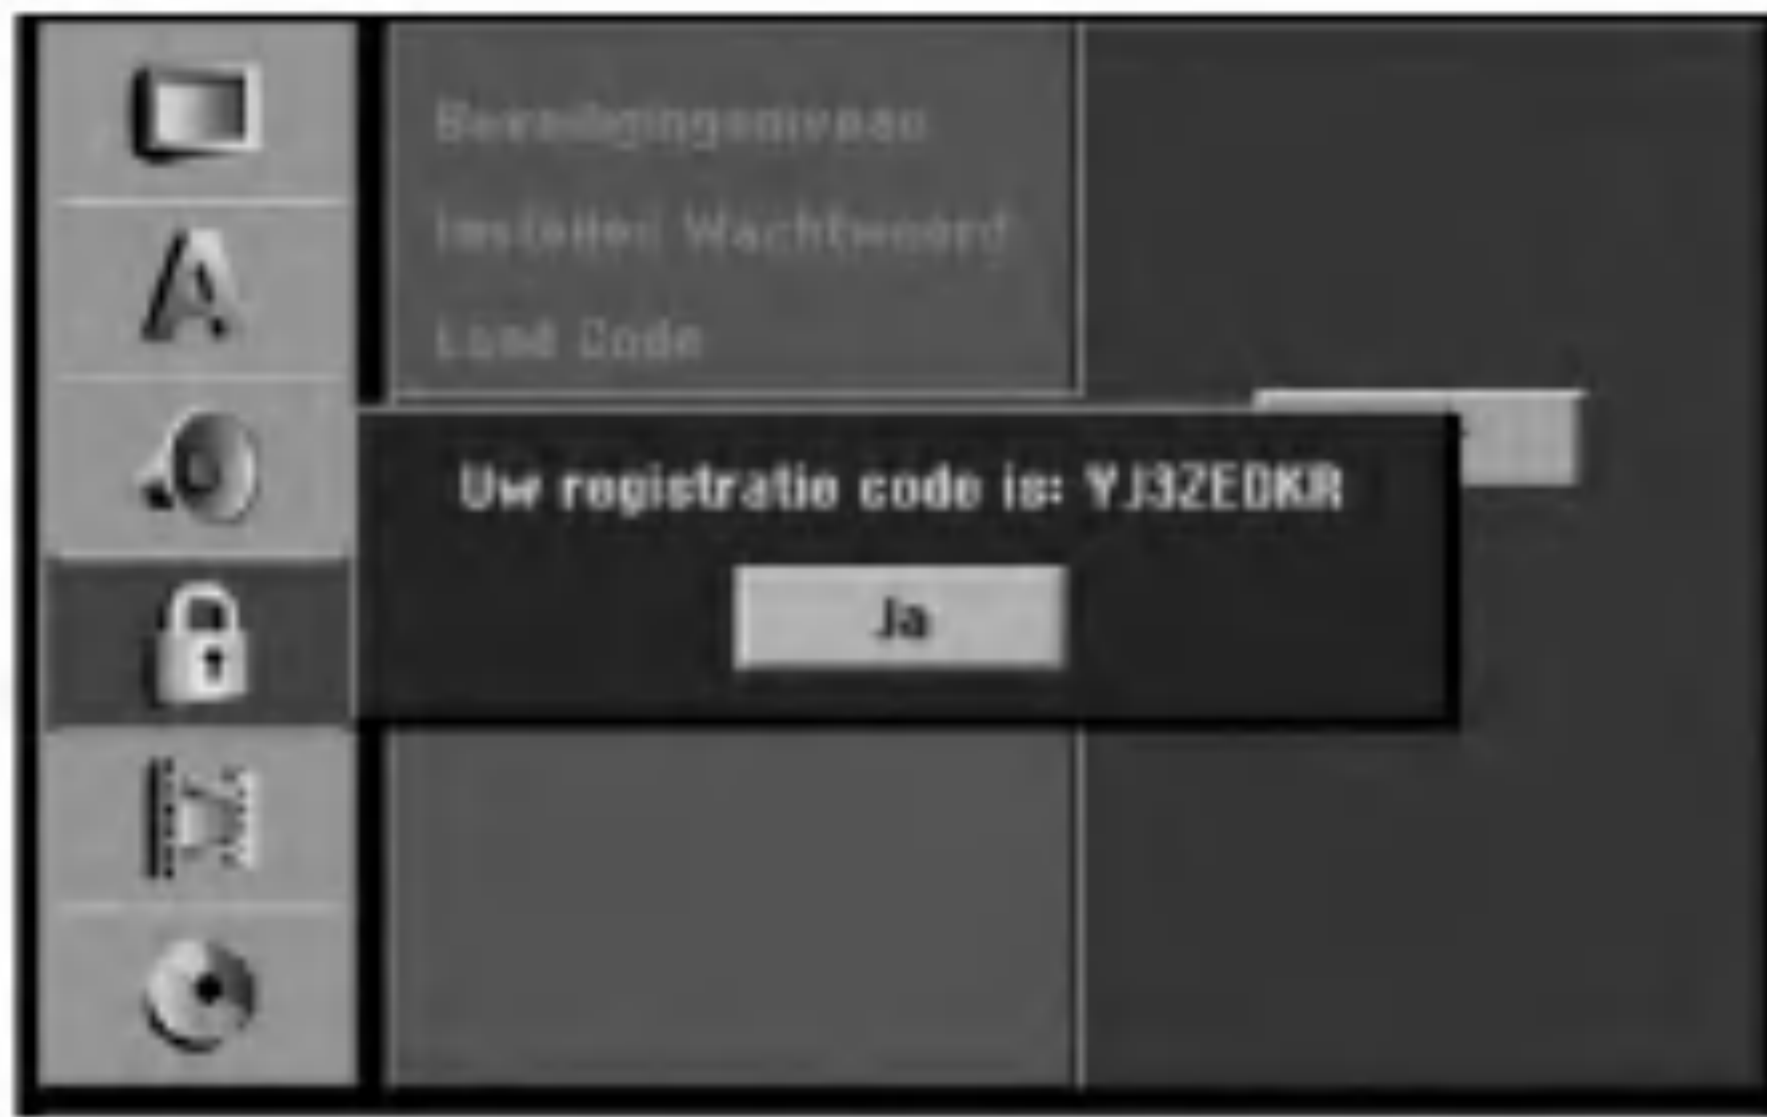 Beveiligingsniveau
Instellen Wachtwoord
Land Code
Uw registratie code is: YJ3ZEDKR
Ja